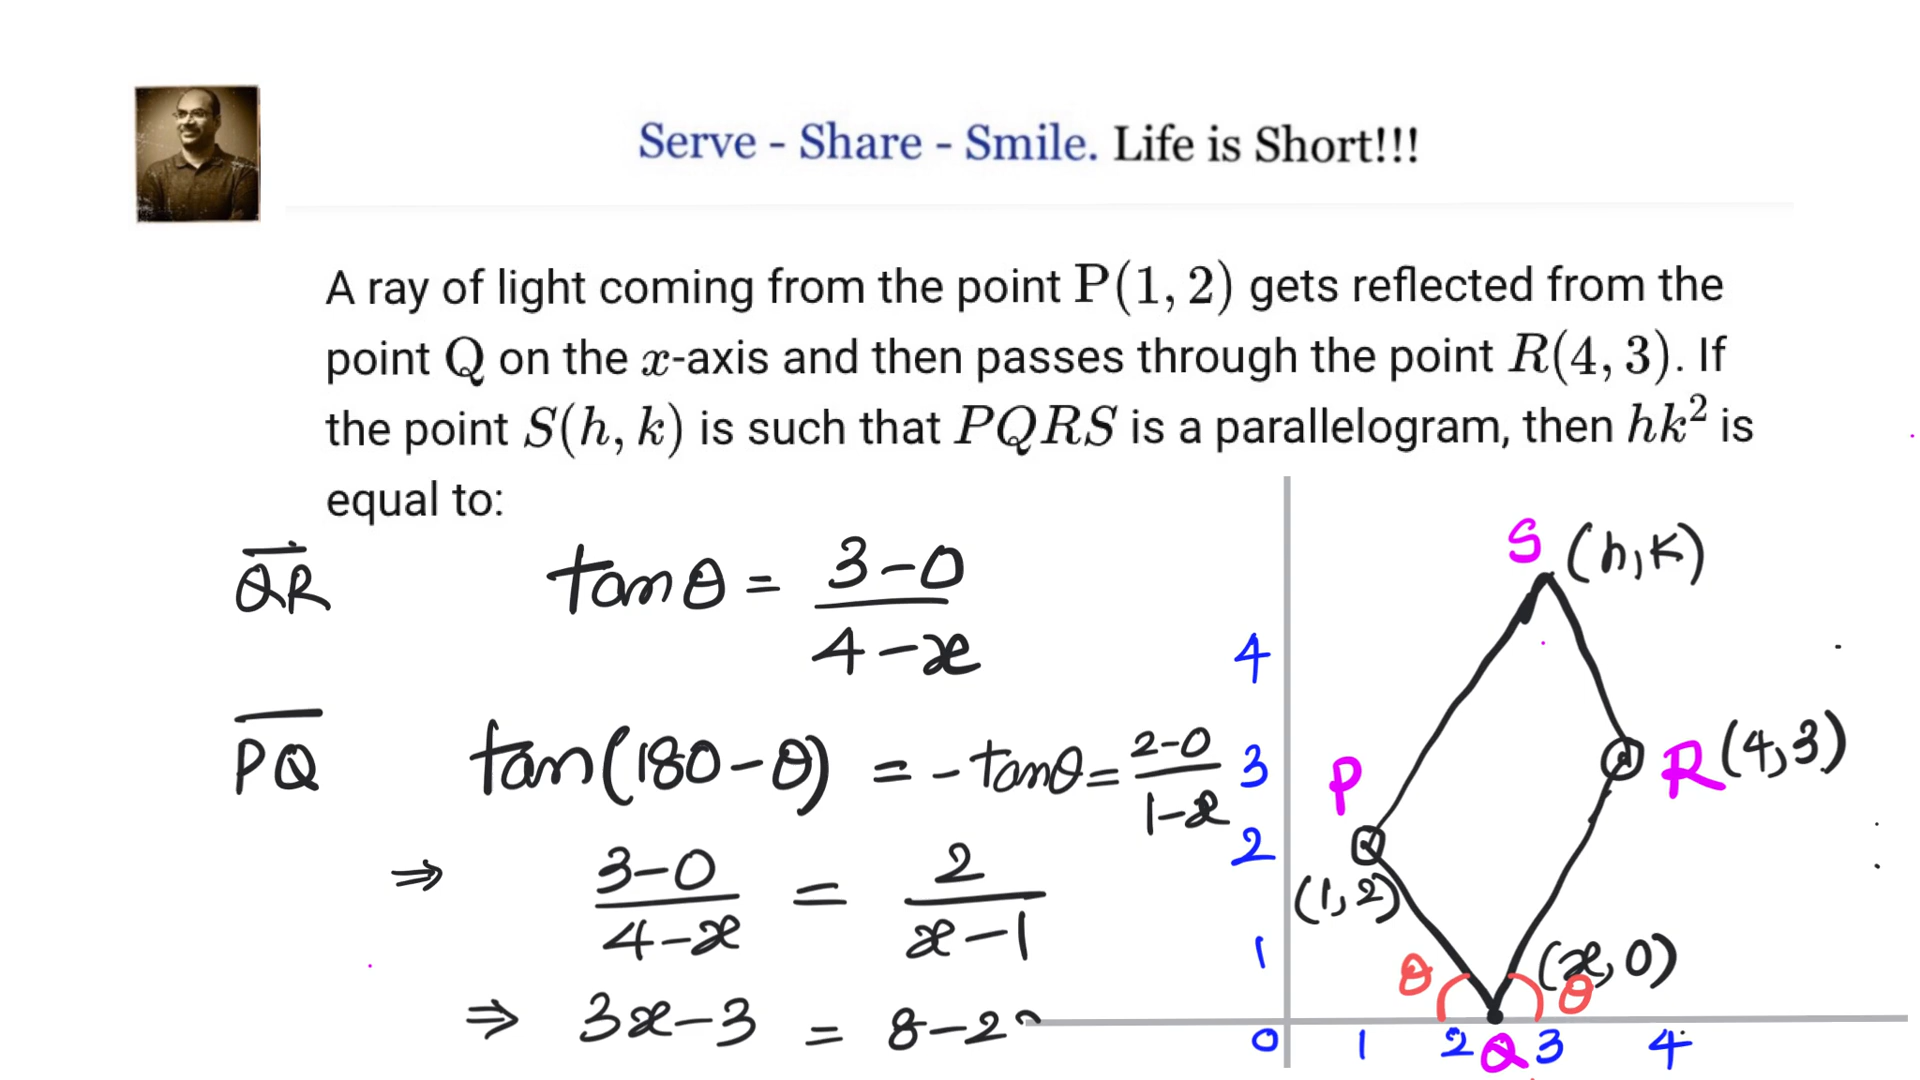 Serve - Share - Smile. Life is Short!!!
A ray of light coming from the point P(1, 2) gets reflected from the
point Q on the x-axis and then passes through the point R(4, 3). If
the point S(h, k) is such that PQRS is a parallelogram, then hk² is
equal to:
QR tanθ = (3-0)/(4-x)
PQ tan(180-θ) = -tanθ = (2-0)/(1-x)
⇒ (3-0)/(4-x) = 2/(x-1)
⇒ 3x-3 = 8-2
S (h,k)
4
P
3
R (4,3)
2
(1,2)
1
(x,0)
θ θ
0 1 2 Q 3 4